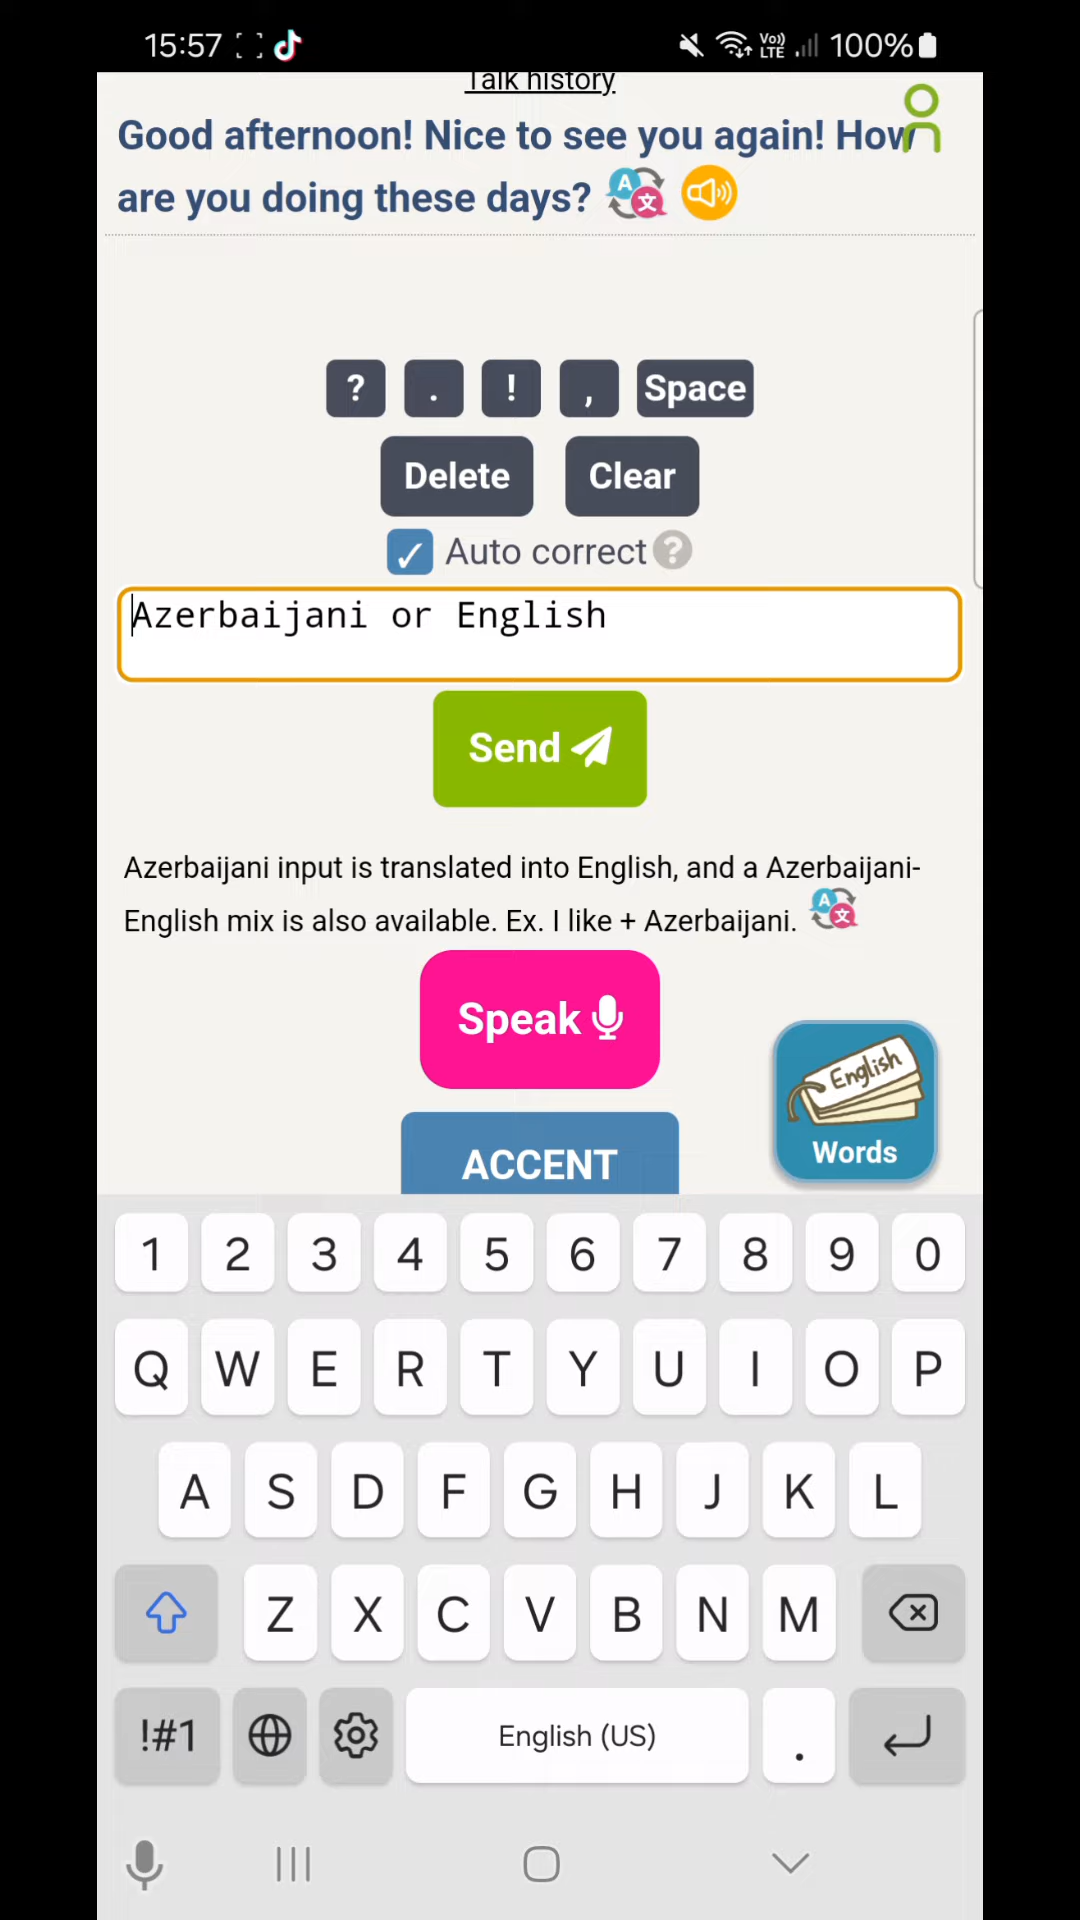 15:57 Vo)) LTE 100%
Talk history
Good afternoon! Nice to see you again! How
are you doing these days?
? . ! , Space
Delete Clear
Auto correct ?
Azerbaijani or English
Send
Azerbaijani input is translated into English, and a Azerbaijani-
English mix is also available. Ex. I like + Azerbaijani.
Speak
English
Words
ACCENT
1 2 3 4 5 6 7 8 9 0
Q W E R T Y U I O P
A S D F G H J K L
Z X C V B N M
!#1 English (US) .